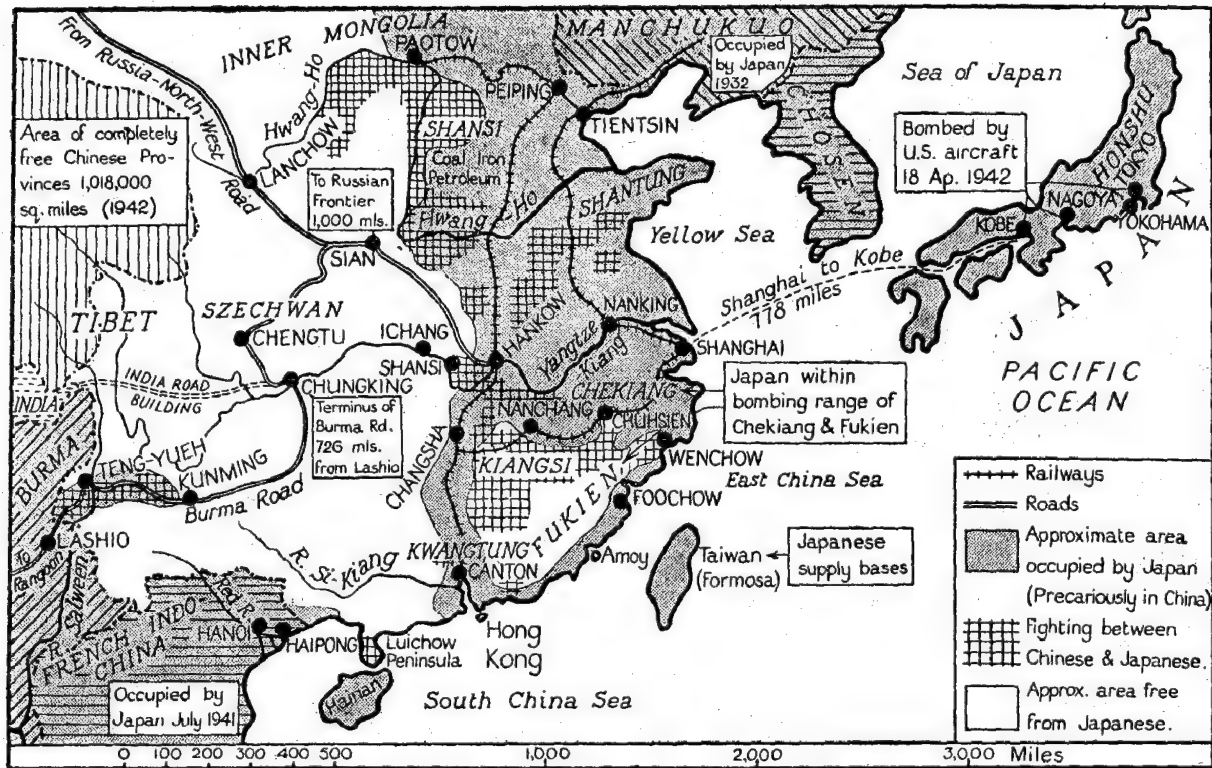 From Russia-North-West
Road
INNER MONGOLIA
PAOTOW
MANCHUKUO
Occupied
by Japan
1932
Sea of Japan
PEIPING
TIENTSIN
CHOSEN
Bombed by
U.S. aircraft
18 Ap. 1942
HONSHU
TOKYO
NAGOYA
YOKOHAMA
KOBE
JAPAN
Area of completely
free Chinese Pro-
vinces 1,018,000
sq. miles (1942)
Hwang-Ho
LANCHOW
SHANSI
Coal Iron
Petroleum
To Russian
Frontier
1,000 mls.
Hwang-Ho
SHANTUNG
Yellow Sea
SIAN
Shanghai to Kobe
778 miles
SZECHWAN
TIBET
CHENGTU
ICHANG
SHANSI
HANKOW
NANKING
Yangtze
Kiang
SHANGHAI
PACIFIC
OCEAN
INDIA ROAD
BUILDING
CHUNGKING
INDIA
CHEKIANG
NANCHANG
CHUHSIEN
Japan within
bombing range of
Chekiang & Fukien
Terminus of
Burma Rd.
726 mls.
from Lashio
BURMA
TENG-YUEH
KUNMING
Burma Road
CHANGSHA
KIANGSI
WENCHOW
East China Sea
FUKIEN
FOOCHOW
LASHIO
To
Rangoon
R. Salween
R. Si-Kiang
KWANGTUNG
CANTON
Amoy
Taiwan
(Formosa)
Japanese
supply bases
Red R.
FRENCH INDO
CHINA
HANOI
HAIPONG
Luichow
Peninsula
Hong
Kong
Hainan
South China Sea
Occupied by
Japan July 1941
Railways
Roads
Approximate area
occupied by Japan
(Precariously in China)
Fighting between
Chinese & Japanese.
Approx. area free
from Japanese.
0 100 200 300 400 500 1,000 2,000 3,000 Miles